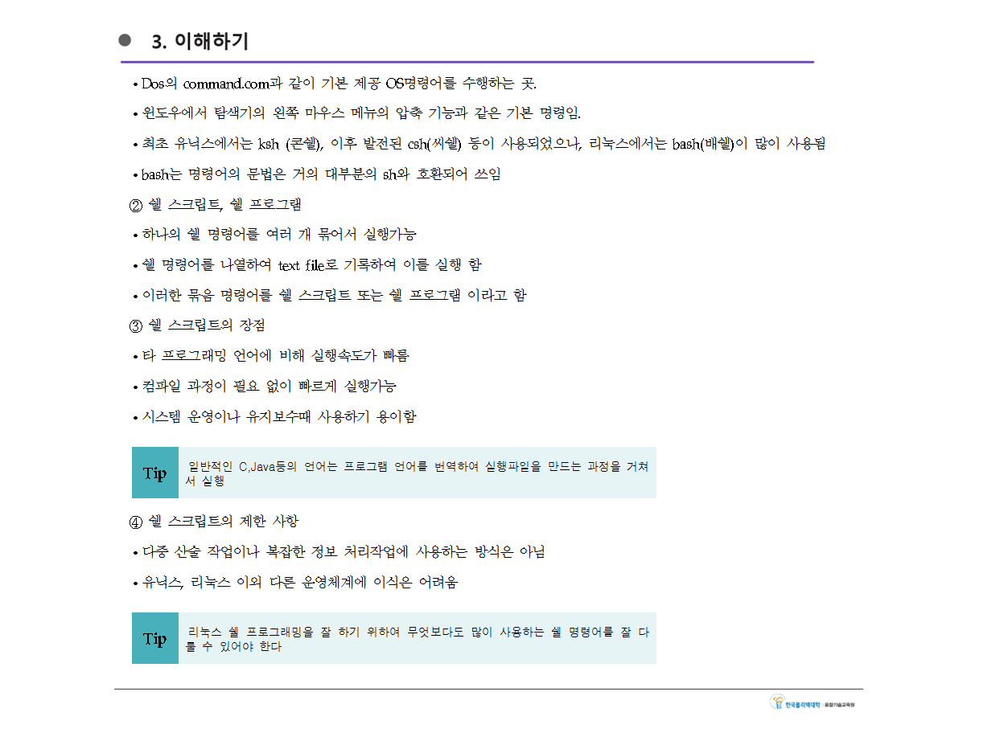 ● 3. 이해하기
• Dos의 command.com과 같이 기본 제공 OS명령어를 수행하는 곳.
• 윈도우에서 탐색기의 왼쪽 마우스 메뉴의 압축 기능과 같은 기본 명령임.
• 최초 유닉스에서는 ksh (콘쉘), 이후 발전된 csh(씨쉘) 등이 사용되었으나, 리눅스에서는 bash(배쉘)이 많이 사용됨
• bash는 명령어의 문법은 거의 대부분의 sh와 호환되어 쓰임
② 쉘 스크립트, 쉘 프로그램
• 하나의 쉘 명령어를 여러 개 묶어서 실행가능
• 쉘 명령어를 나열하여 text file로 기록하여 이를 실행 함
• 이러한 묶음 명령어를 쉘 스크립트 또는 쉘 프로그램 이라고 함
③ 쉘 스크립트의 장점
• 타 프로그래밍 언어에 비해 실행속도가 빠름
• 컴파일 과정이 필요 없이 빠르게 실행가능
• 시스템 운영이나 유지보수때 사용하기 용이함
Tip
일반적인 C,Java등의 언어는 프로그램 언어를 번역하여 실행파일을 만드는 과정을 거쳐
서 실행
④ 쉘 스크립트의 제한 사항
• 다중 산술 작업이나 복잡한 정보 처리작업에 사용하는 방식은 아님
• 유닉스, 리눅스 이외 다른 운영체계에 이식은 어려움
Tip
리눅스 쉘 프로그래밍을 잘 하기 위하여 무엇보다도 많이 사용하는 쉘 명령어를 잘 다
룰 수 있어야 한다
한국폴리텍대학 | 융합기술교육원